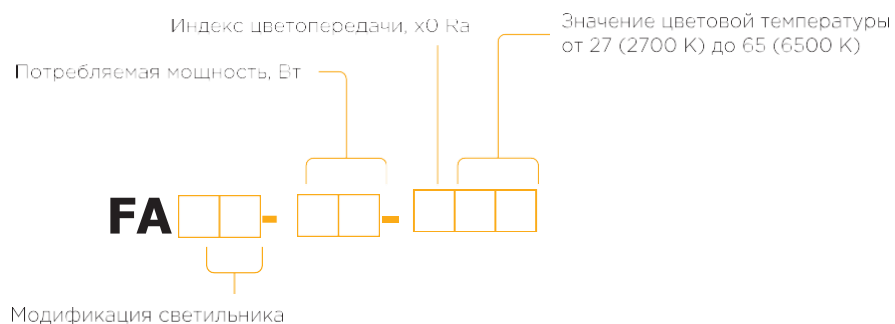 Индекс цветопередачи, x0 Ra
Значение цветовой температуры
от 27 (2700 К) до 65 (6500 К)
Потребляемая мощность, Вт
FA - -
Модификация светильника